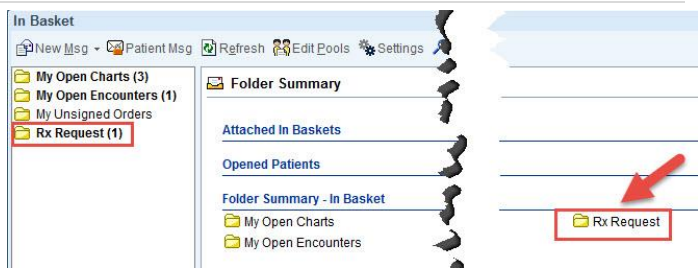 In Basket
New Msg Patient Msg Refresh Edit Pools Settings
My Open Charts (3)
My Open Encounters (1)
My Unsigned Orders
Rx Request (1)
Folder Summary
Attached In Baskets
Opened Patients
Folder Summary - In Basket
My Open Charts Rx Request
My Open Encounters